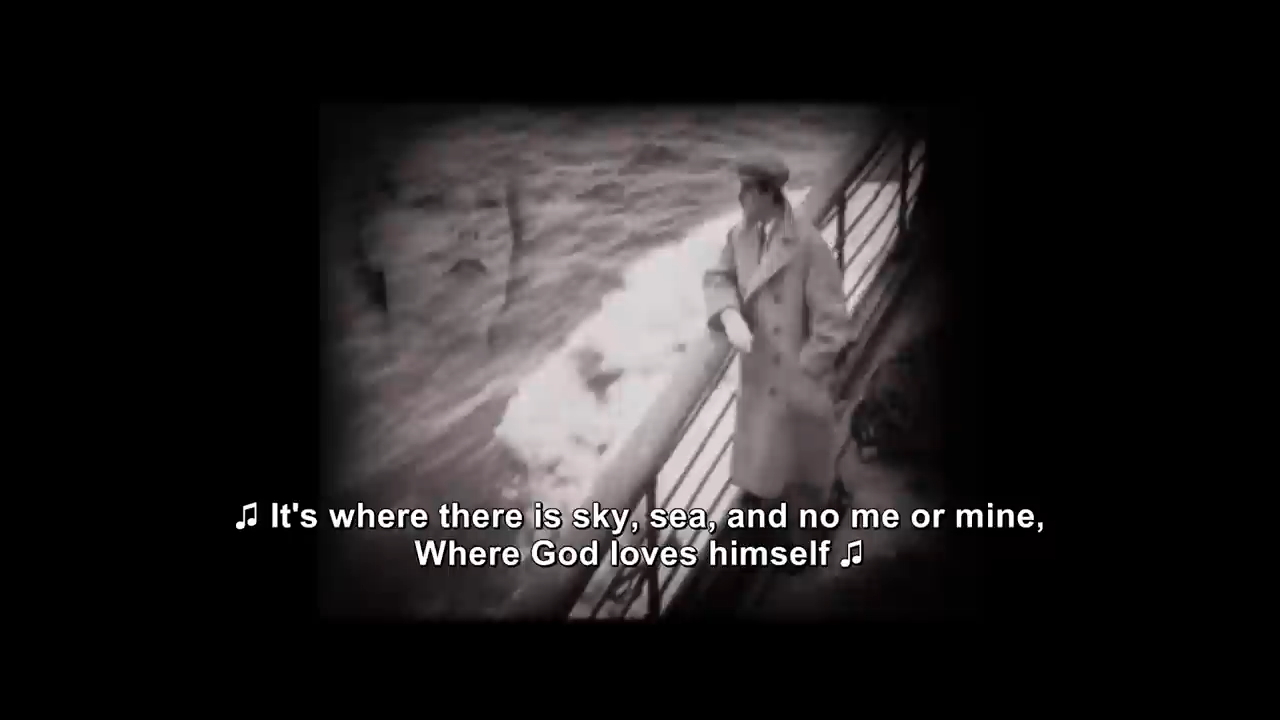 ♫ It's where there is sky, sea, and no me or mine,
Where God loves himself ♫